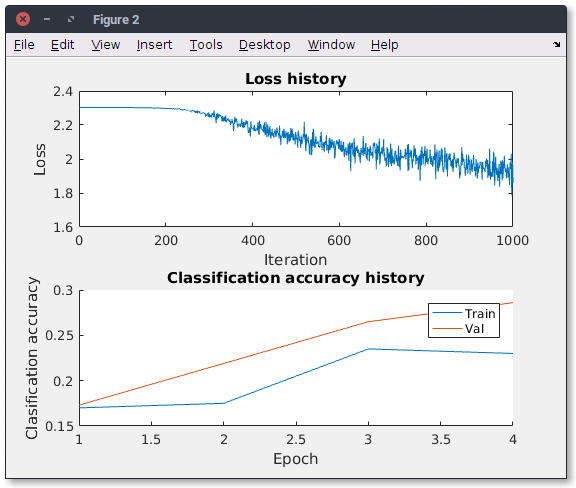 Figure 2
File Edit View Insert Tools Desktop Window Help
Loss history
2.4
2.2
2
1.8
1.6
Loss
0 200 400 600 800 1000
Iteration
Classification accuracy history
0.3
0.25
0.2
0.15
Clasification accuracy
Train
Val
1 1.5 2 2.5 3 3.5 4
Epoch